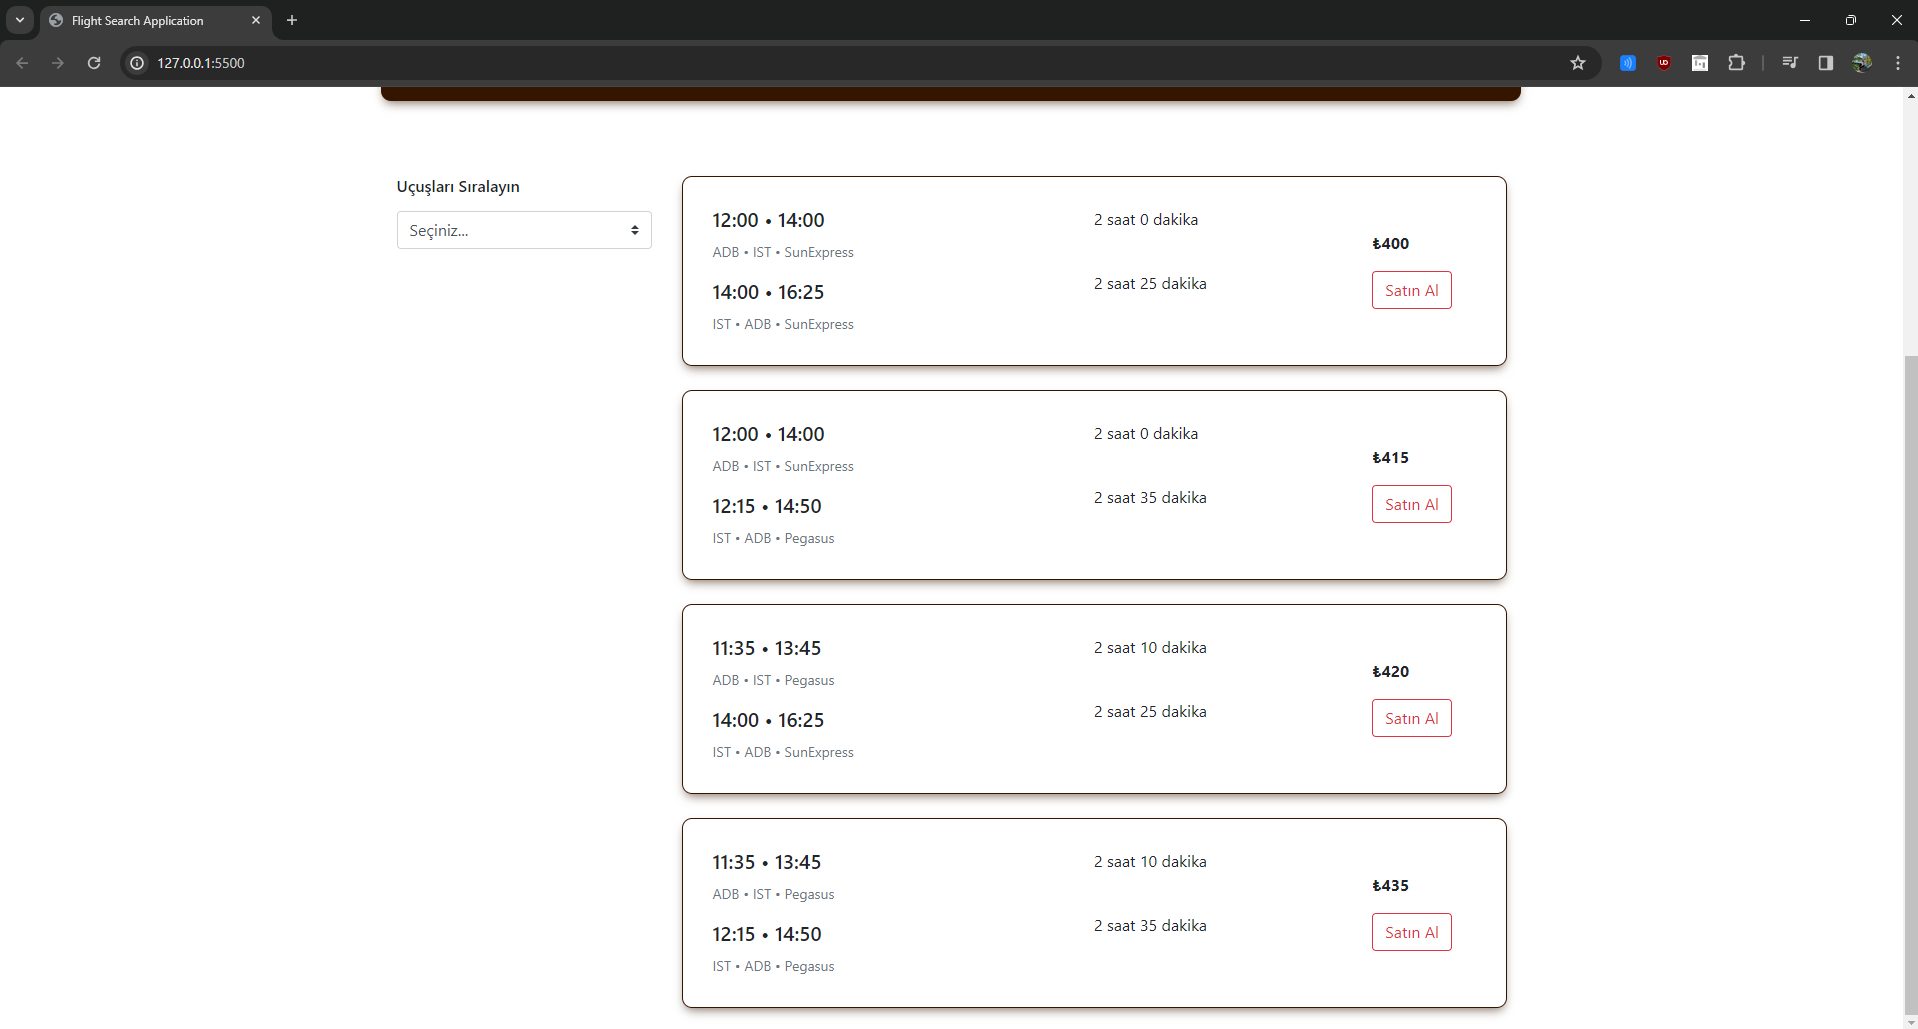 Flight Search Application
127.0.0.1:5500
Uçuşları Sıralayın
Seçiniz...
12:00 • 14:00
2 saat 0 dakika
ADB • IST • SunExpress
₺400
14:00 • 16:25
2 saat 25 dakika
Satın Al
IST • ADB • SunExpress
12:00 • 14:00
2 saat 0 dakika
ADB • IST • SunExpress
₺415
12:15 • 14:50
2 saat 35 dakika
Satın Al
IST • ADB • Pegasus
11:35 • 13:45
2 saat 10 dakika
ADB • IST • Pegasus
₺420
14:00 • 16:25
2 saat 25 dakika
Satın Al
IST • ADB • SunExpress
11:35 • 13:45
2 saat 10 dakika
ADB • IST • Pegasus
₺435
12:15 • 14:50
2 saat 35 dakika
Satın Al
IST • ADB • Pegasus